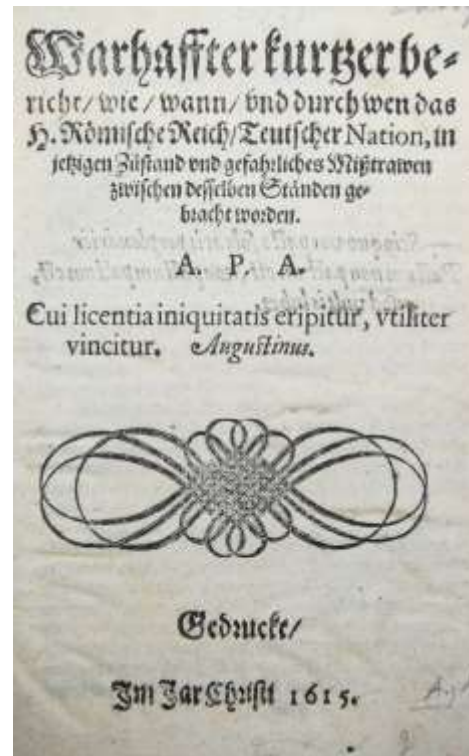 Warhaffter kurtzer be-
richt/ wie/ wann/ vnd durch wen das
H. Römische Reich/ Teutscher Nation, in
jetzigen Zustand vnd gefahrliches Mißtrawen
zwischen desselben Ständen ge-
bracht worden.
A. P. A.
Cui licentia iniquitatis eripitur, vtiliter
vincitur. Augustinus.
Gedruckt/
Im Jar Christi 1615.